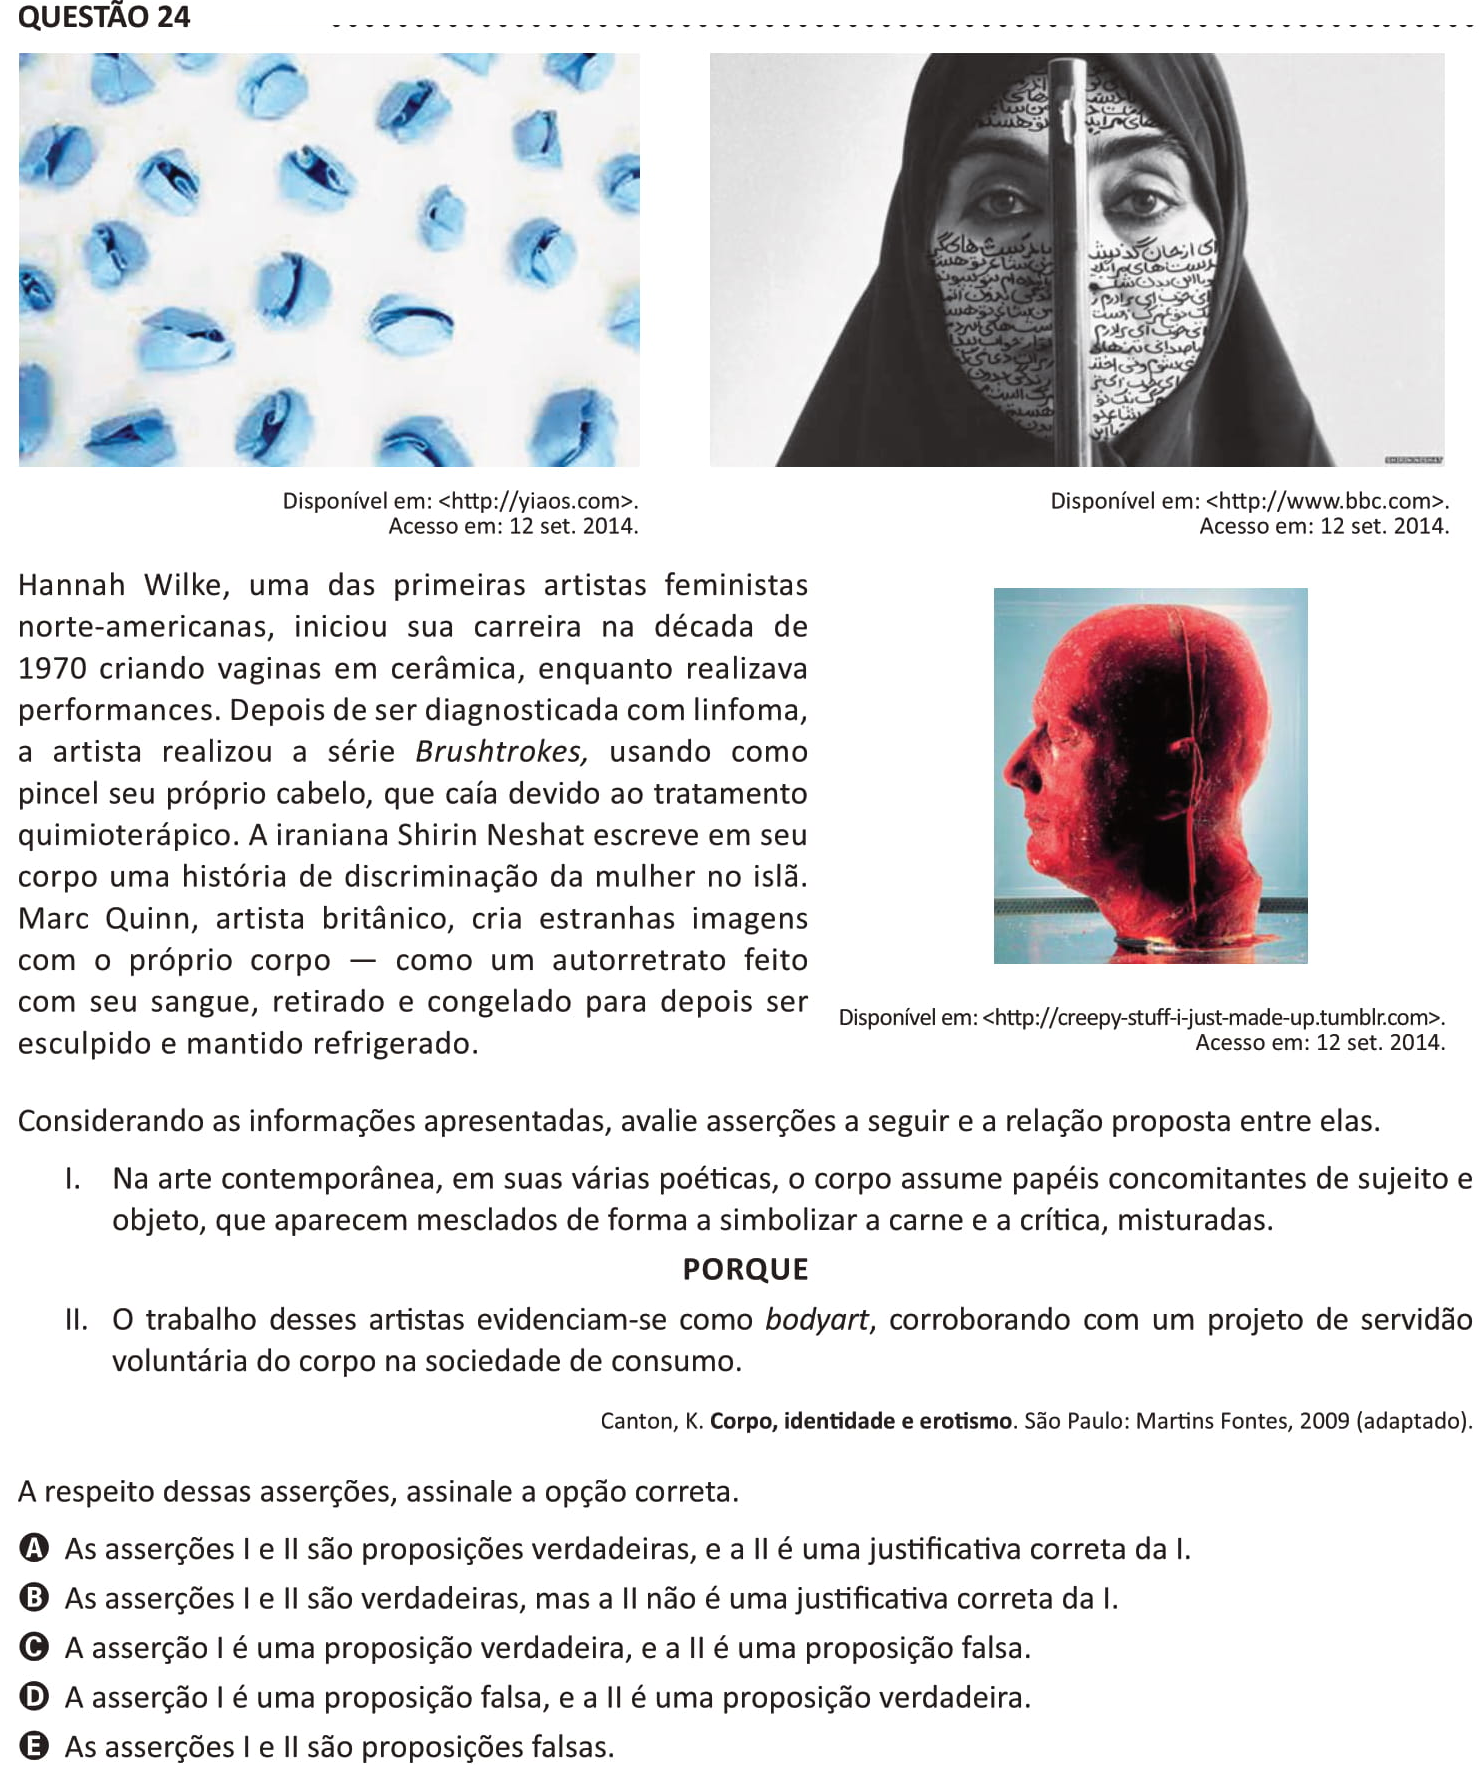 QUESTÃO 24
Disponível em: <http://yiaos.com>.
Acesso em: 12 set. 2014.
Disponível em: <http://www.bbc.com>.
Acesso em: 12 set. 2014.
Hannah Wilke, uma das primeiras artistas feministas
norte-americanas, iniciou sua carreira na década de
1970 criando vaginas em cerâmica, enquanto realizava
performances. Depois de ser diagnosticada com linfoma,
a artista realizou a série Brushtrokes, usando como
pincel seu próprio cabelo, que caía devido ao tratamento
quimioterápico. A iraniana Shirin Neshat escreve em seu
corpo uma história de discriminação da mulher no islã.
Marc Quinn, artista britânico, cria estranhas imagens
com o próprio corpo — como um autorretrato feito
com seu sangue, retirado e congelado para depois ser
esculpido e mantido refrigerado.
Disponível em: <http://creepy-stuff-i-just-made-up.tumblr.com>.
Acesso em: 12 set. 2014.
Considerando as informações apresentadas, avalie asserções a seguir e a relação proposta entre elas.
I. Na arte contemporânea, em suas várias poéticas, o corpo assume papéis concomitantes de sujeito e
objeto, que aparecem mesclados de forma a simbolizar a carne e a crítica, misturadas.
PORQUE
II. O trabalho desses artistas evidenciam-se como bodyart, corroborando com um projeto de servidão
voluntária do corpo na sociedade de consumo.
Canton, K. Corpo, identidade e erotismo. São Paulo: Martins Fontes, 2009 (adaptado).
A respeito dessas asserções, assinale a opção correta.
A As asserções I e II são proposições verdadeiras, e a II é uma justificativa correta da I.
B As asserções I e II são verdadeiras, mas a II não é uma justificativa correta da I.
C A asserção I é uma proposição verdadeira, e a II é uma proposição falsa.
D A asserção I é uma proposição falsa, e a II é uma proposição verdadeira.
E As asserções I e II são proposições falsas.